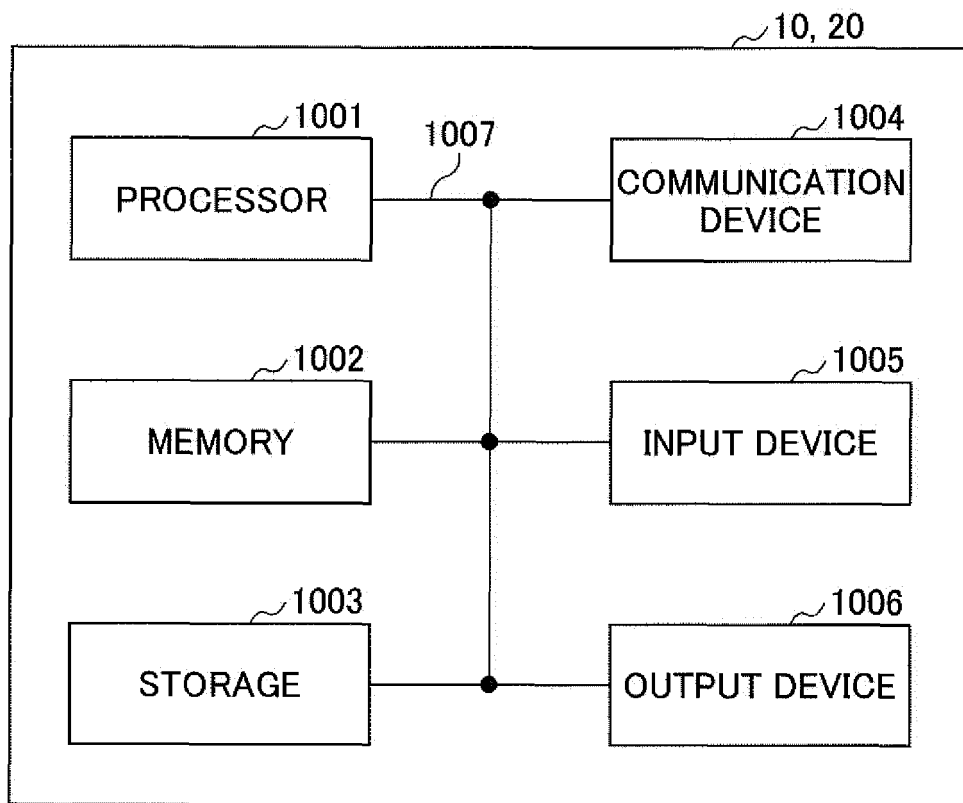 10, 20
1001
1007
1004
PROCESSOR
COMMUNICATION
DEVICE
1002
1005
MEMORY
INPUT DEVICE
1003
1006
STORAGE
OUTPUT DEVICE